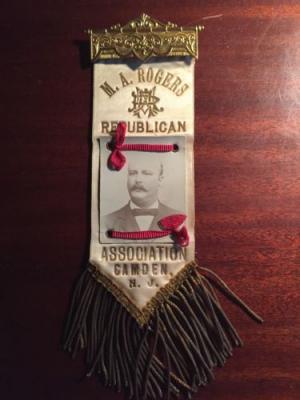 M. A. ROGERS
REPUBLICAN
ASSOCIATION
CAMDEN,
N. J.